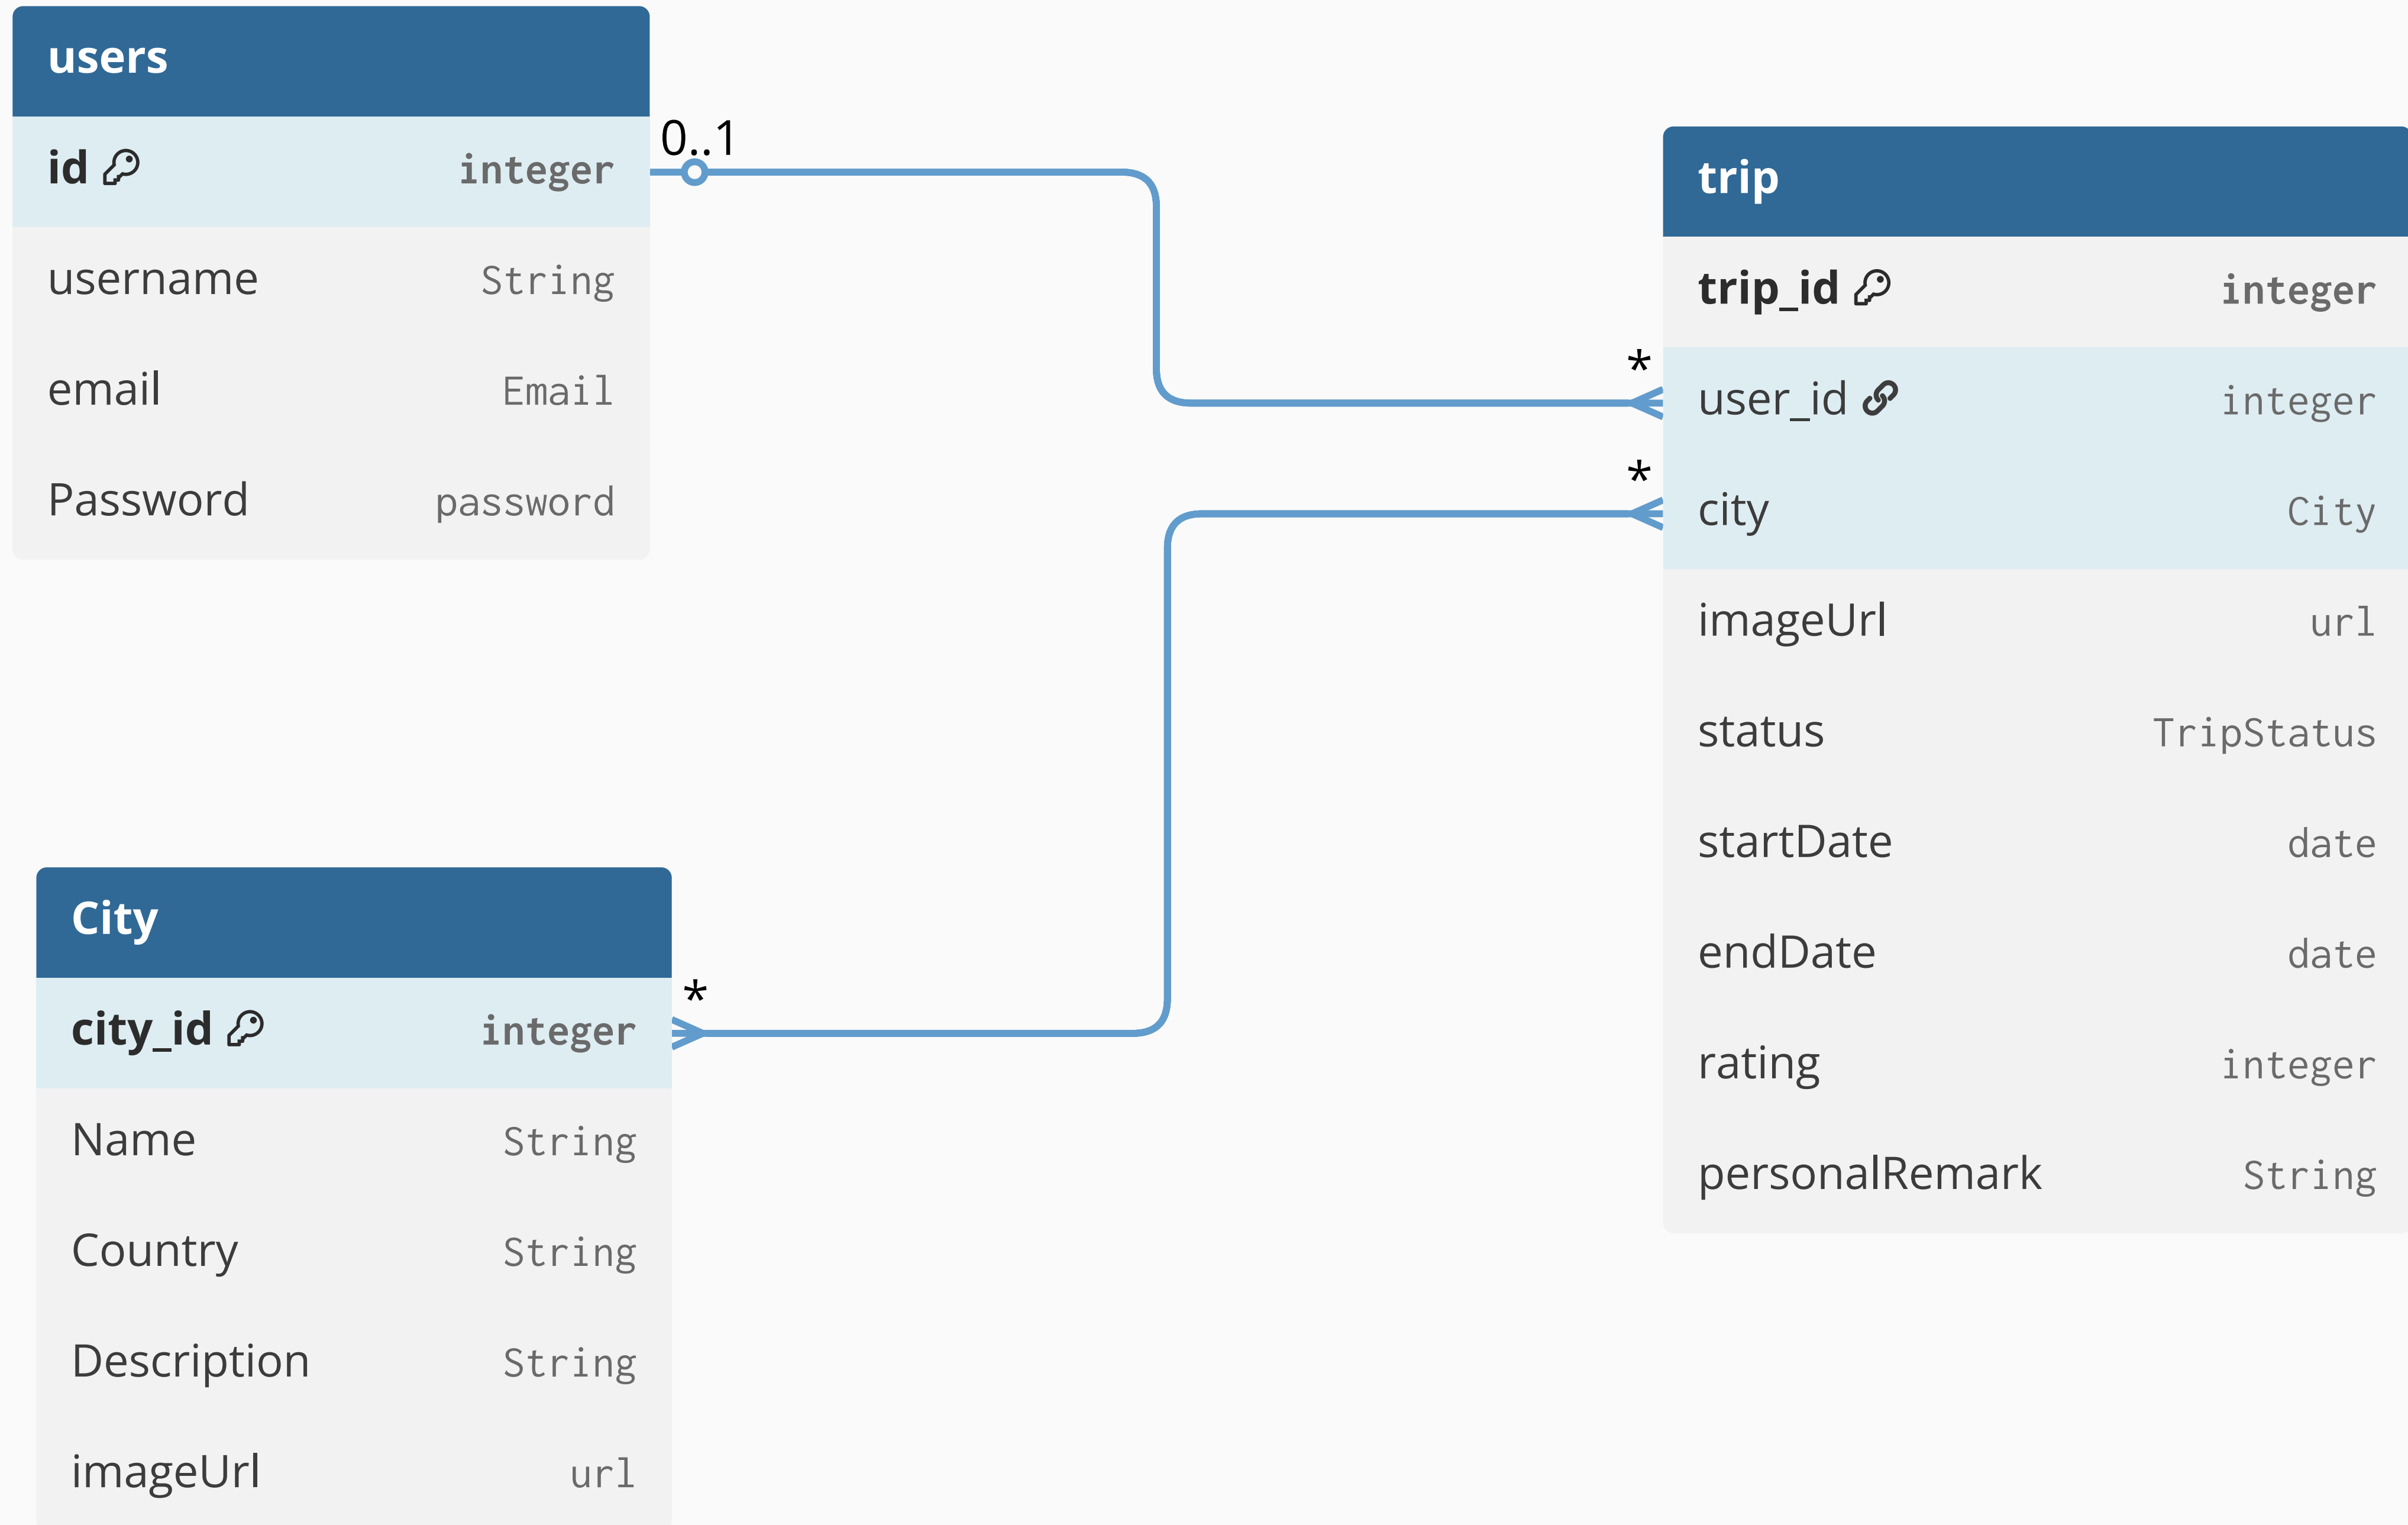 users
id integer
username String
email Email
Password password
0..1
*
*
trip
trip_id integer
user_id integer
city City
imageUrl url
status TripStatus
startDate date
endDate date
rating integer
personalRemark String
City
city_id integer
*
Name String
Country String
Description String
imageUrl url